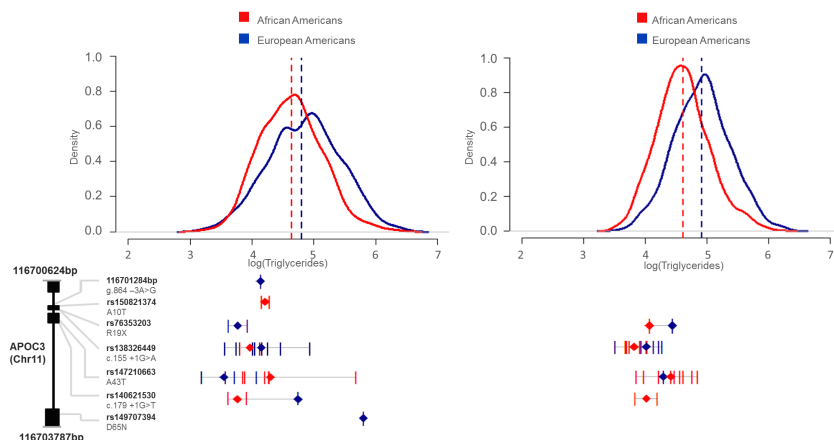 African Americans
European Americans
African Americans
European Americans
1.0
0.8
0.6
0.4
0.2
0.0
Density
2 3 4 5 6 7
log(Triglycerides)
1.0
0.8
0.6
0.4
0.2
0.0
Density
2 3 4 5 6 7
log(Triglycerides)
116700624bp
116701284bp
g.864 –3A>G
rs150821374
A10T
rs76353203
R19X
APOC3
(Chr11)
rs138326449
c.155 +1G>A
rs147210663
A43T
rs140621530
c.179 +1G>T
rs149707394
D65N
116703787bp